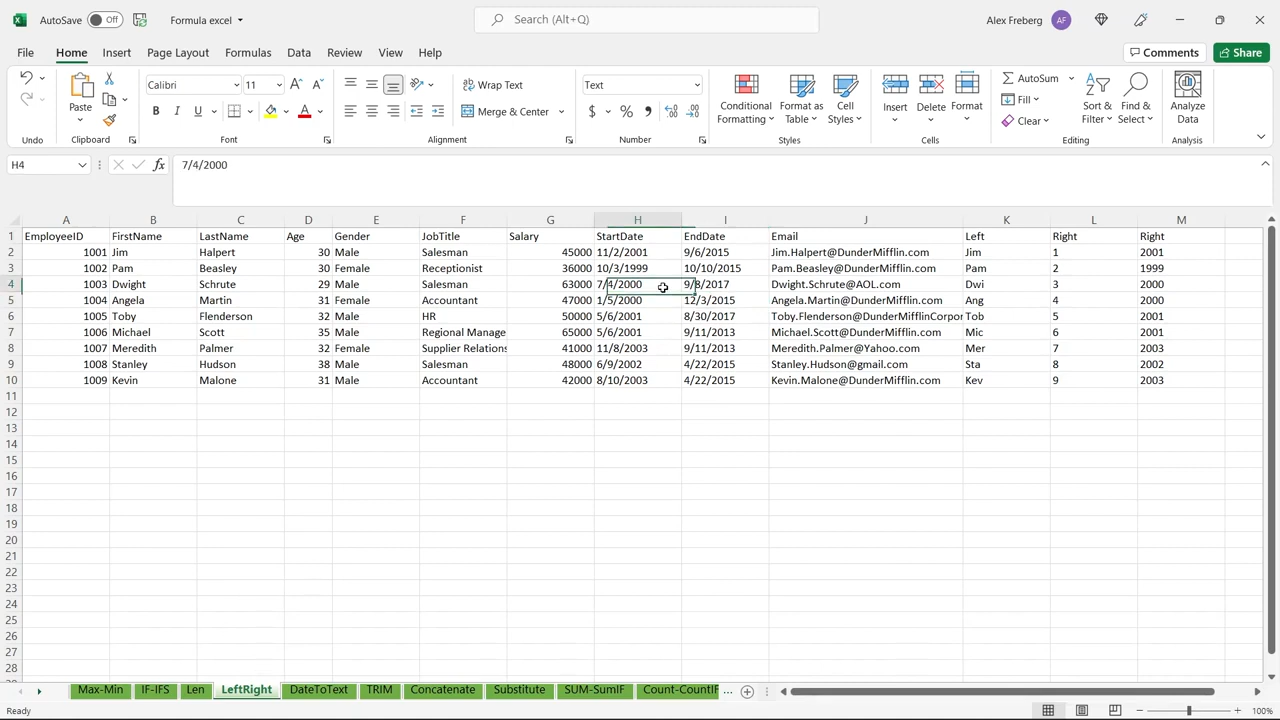 AutoSave Off Formula excel Search (Alt+Q) Alex Freberg AF
File Home Insert Page Layout Formulas Data Review View Help Comments Share
Paste Calibri 11 Wrap Text Text Conditional Formatting Format as Table Cell Styles Insert Delete Format AutoSum Sort & Filter Find & Select Analyze Data
B I U A Merge & Center $ % Fill Clear
Undo Clipboard Font Alignment Number Styles Cells Editing Analysis
H4 fx 7/4/2000
A B C D E F G H I J K L M
1 EmployeeID FirstName LastName Age Gender JobTitle Salary StartDate EndDate Email Left Right Right
2 1001 Jim Halpert 30 Male Salesman 45000 11/2/2001 9/6/2015 Jim.Halpert@DunderMifflin.com Jim 1 2001
3 1002 Pam Beasley 30 Female Receptionist 36000 10/3/1999 10/10/2015 Pam.Beasley@DunderMifflin.com Pam 2 1999
4 1003 Dwight Schrute 29 Male Salesman 63000 7/4/2000 9/8/2017 Dwight.Schrute@AOL.com Dwi 3 2000
5 1004 Angela Martin 31 Female Accountant 47000 1/5/2000 12/3/2015 Angela.Martin@DunderMifflin.com Ang 4 2000
6 1005 Toby Flenderson 32 Male HR 50000 5/6/2001 8/30/2017 Toby.Flenderson@DunderMifflinCorpor Tob 5 2001
7 1006 Michael Scott 35 Male Regional Manage 65000 5/6/2001 9/11/2013 Michael.Scott@DunderMifflin.com Mic 6 2001
8 1007 Meredith Palmer 32 Female Supplier Relations 41000 11/8/2003 9/11/2013 Meredith.Palmer@Yahoo.com Mer 7 2003
9 1008 Stanley Hudson 38 Male Salesman 48000 6/9/2002 4/22/2015 Stanley.Hudson@gmail.com Sta 8 2002
10 1009 Kevin Malone 31 Male Accountant 42000 8/10/2003 4/22/2015 Kevin.Malone@DunderMifflin.com Kev 9 2003
11
12
13
14
15
16
17
18
19
20
21
22
23
24
25
26
27
28
Max-Min IF-IFS Len LeftRight DateToText TRIM Concatenate Substitute SUM-SumIF Count-CountIF ...
100%